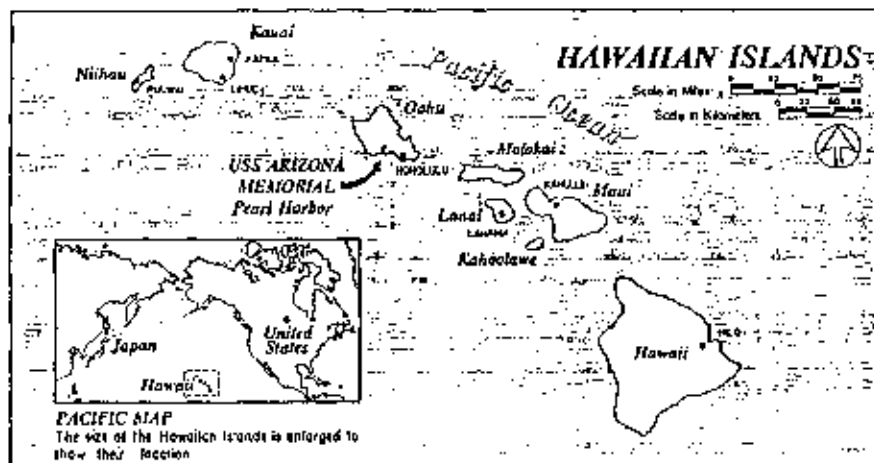 Kauai
Niihau
HAWAIIAN ISLANDS
Pacific
Ocean
Scale in Miles
Scale in Kilometers
Oahu
HONOLULU
USS ARIZONA
MEMORIAL
Pearl Harbor
Molokai
KAHULUI
Maui
Lanai
Kahoolawe
HILO
Hawaii
Japan
United
States
Hawaii
PACIFIC MAP
The size of the Hawaiian Islands is enlarged to
show their location